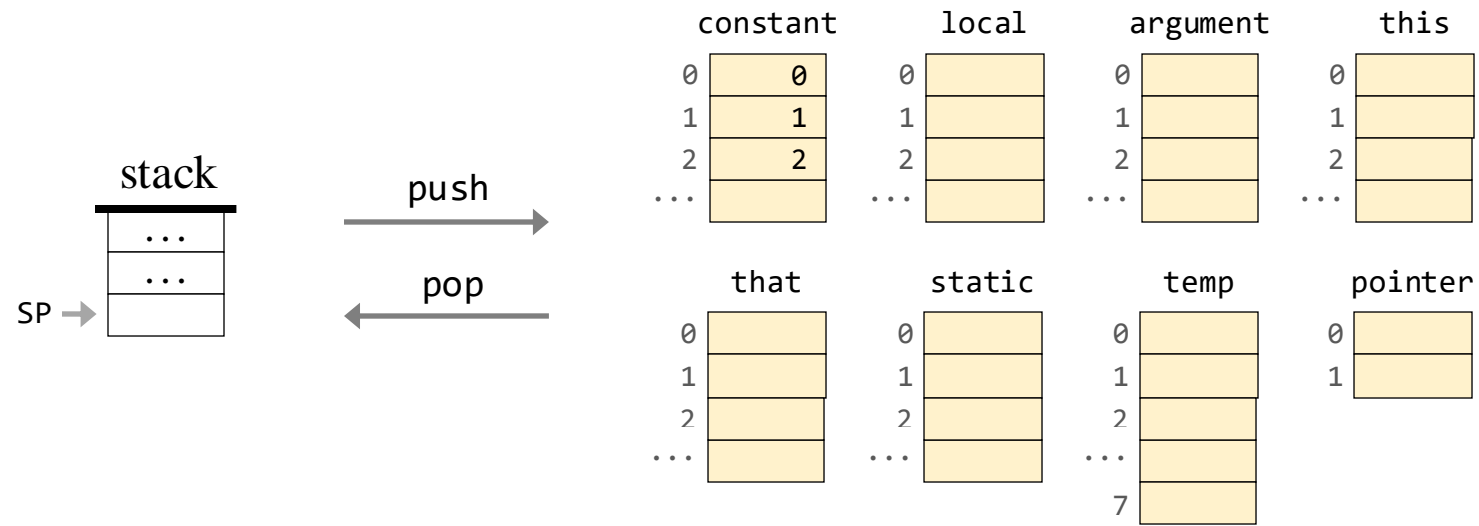 constant local argument this
0 0 0 0 0
1 1 1 1 1
2 2 2 2 2
... ... ... ...
stack
...
...
SP
push
pop
that static temp pointer
0 0 0 0
1 1 1 1
2 2 2
... ... ...
7